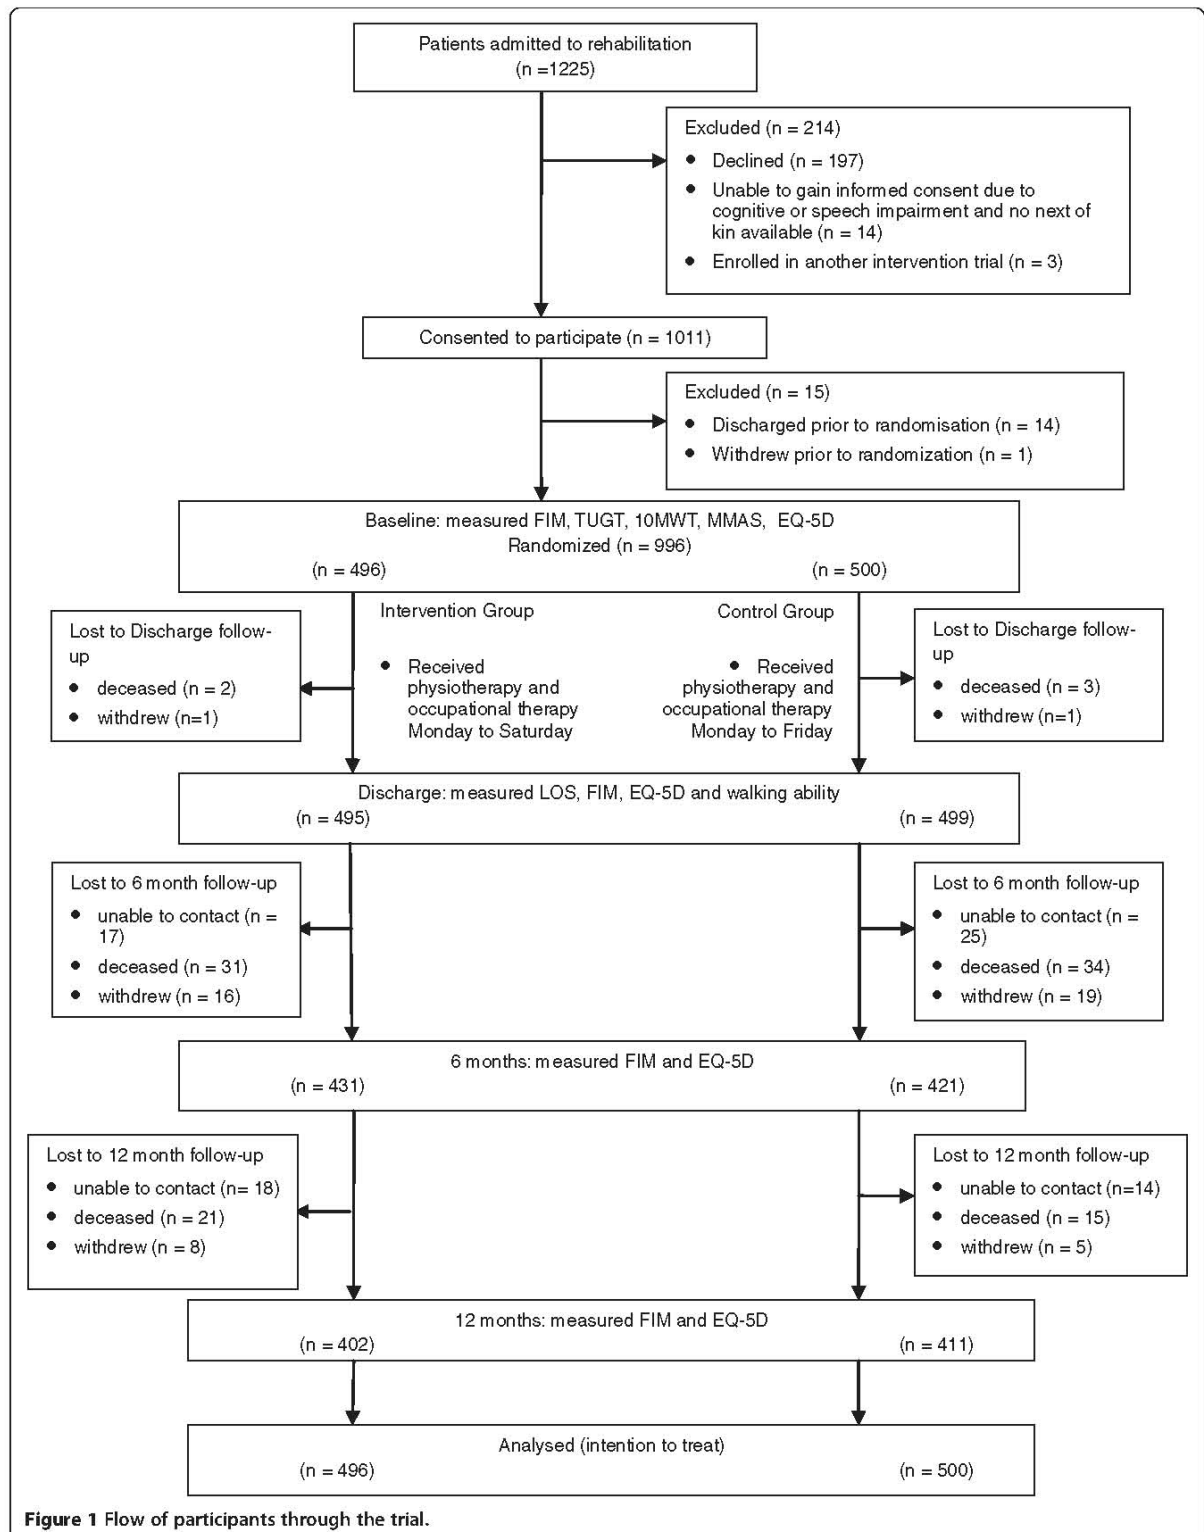 Patients admitted to rehabilitation
(n =1225)
Excluded (n = 214)
• Declined (n = 197)
• Unable to gain informed consent due to
cognitive or speech impairment and no next of
kin available (n = 14)
• Enrolled in another intervention trial (n = 3)
Consented to participate (n = 1011)
Excluded (n = 15)
• Discharged prior to randomisation (n = 14)
• Withdrew prior to randomization (n = 1)
Baseline: measured FIM, TUGT, 10MWT, MMAS, EQ-5D
Randomized (n = 996)
(n = 496)
(n = 500)
Lost to Discharge follow-
up
• deceased (n = 2)
• withdrew (n=1)
Intervention Group
• Received
physiotherapy and
occupational therapy
Monday to Saturday
Control Group
• Received
physiotherapy and
occupational therapy
Monday to Friday
Lost to Discharge follow-
up
• deceased (n = 3)
• withdrew (n=1)
Discharge: measured LOS, FIM, EQ-5D and walking ability
(n = 495)
(n = 499)
Lost to 6 month follow-up
• unable to contact (n =
17)
• deceased (n = 31)
• withdrew (n = 16)
Lost to 6 month follow-up
• unable to contact (n =
25)
• deceased (n = 34)
• withdrew (n = 19)
6 months: measured FIM and EQ-5D
(n = 431)
(n = 421)
Lost to 12 month follow-up
• unable to contact (n= 18)
• deceased (n = 21)
• withdrew (n = 8)
Lost to 12 month follow-up
• unable to contact (n=14)
• deceased (n = 15)
• withdrew (n = 5)
12 months: measured FIM and EQ-5D
(n = 402)
(n = 411)
Analysed (intention to treat)
(n = 496)
(n = 500)
Figure 1 Flow of participants through the trial.